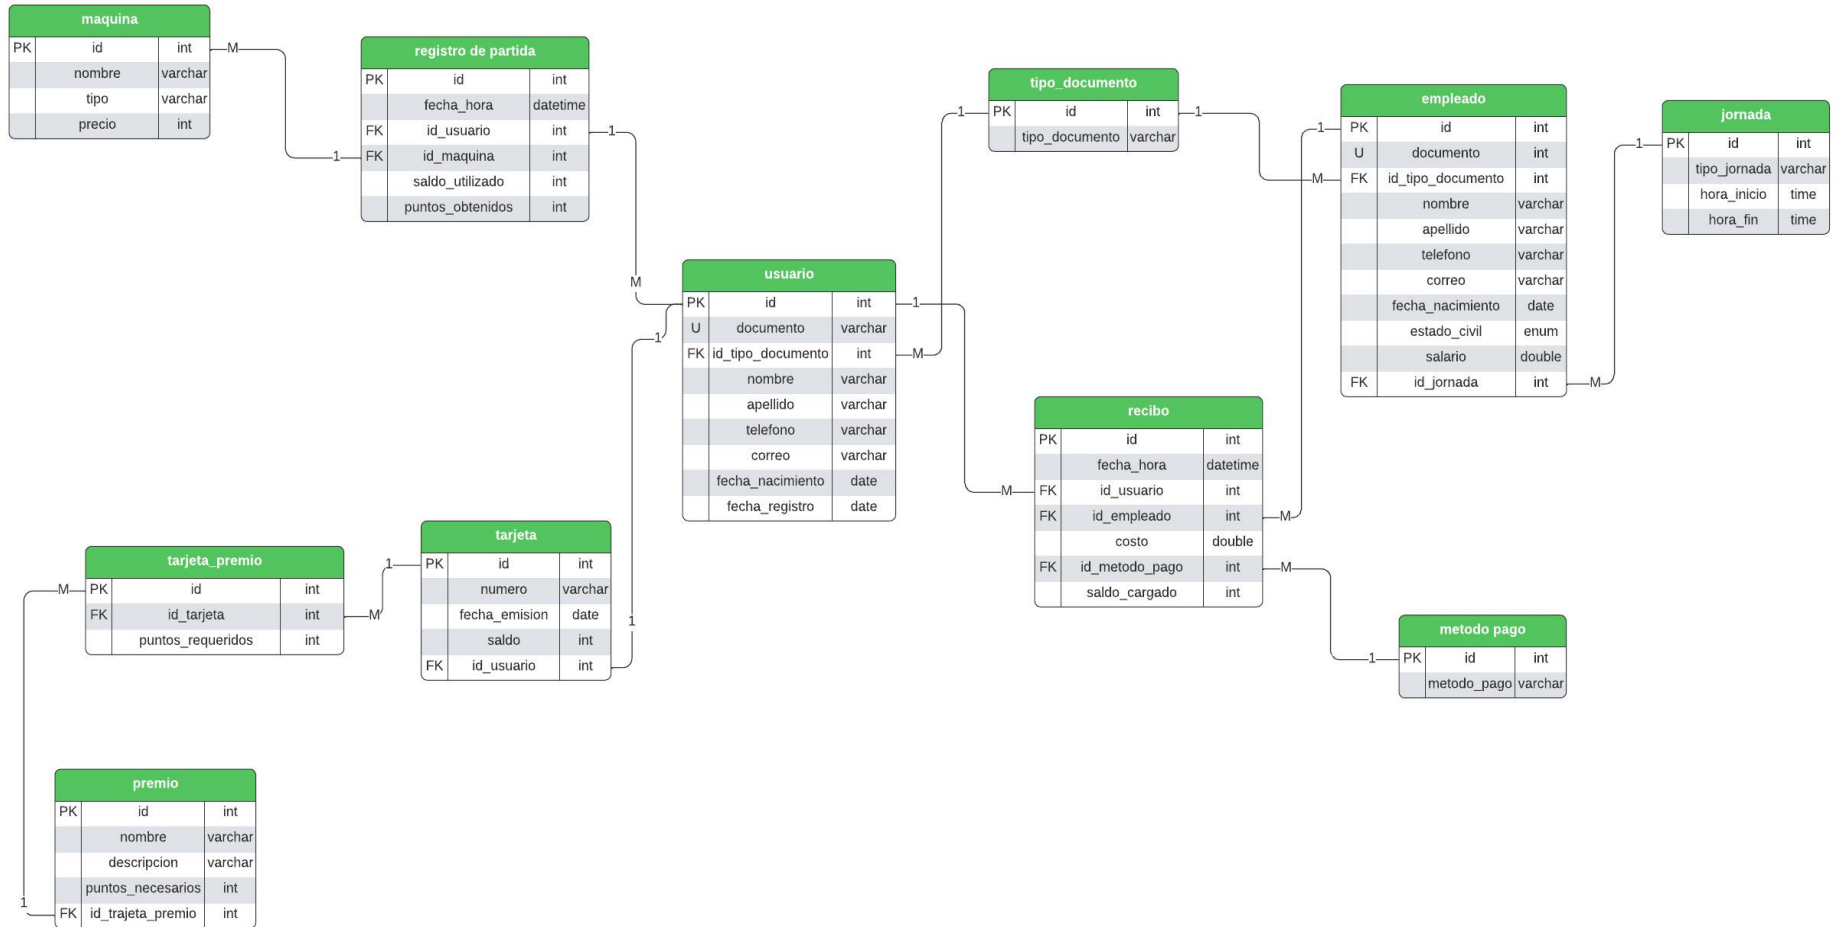 maquina
PK id int
nombre varchar
tipo varchar
precio int
M
1
registro de partida
PK id int
fecha_hora datetime
FK id_usuario int
FK id_maquina int
saldo_utilizado int
puntos_obtenidos int
1
M
usuario
PK id int
U documento varchar
FK id_tipo_documento int
nombre varchar
apellido varchar
telefono varchar
correo varchar
fecha_nacimiento date
fecha_registro date
1
M
1
M
1
tipo_documento
PK id int
tipo_documento varchar
1
M
1
empleado
PK id int
U documento int
FK id_tipo_documento int
nombre varchar
apellido varchar
telefono varchar
correo varchar
fecha_nacimiento date
estado_civil enum
salario double
FK id_jornada int
M
1
jornada
PK id int
tipo_jornada varchar
hora_inicio time
hora_fin time
recibo
PK id int
fecha_hora datetime
FK id_usuario int
FK id_empleado int
costo double
FK id_metodo_pago int
saldo_cargado int
M
M
1
metodo pago
PK id int
metodo_pago varchar
tarjeta
PK id int
numero varchar
fecha_emision date
saldo int
FK id_usuario int
1
1
M
tarjeta_premio
PK id int
FK id_tarjeta int
puntos_requeridos int
M
1
premio
PK id int
nombre varchar
descripcion varchar
puntos_necesarios int
FK id_trajeta_premio int